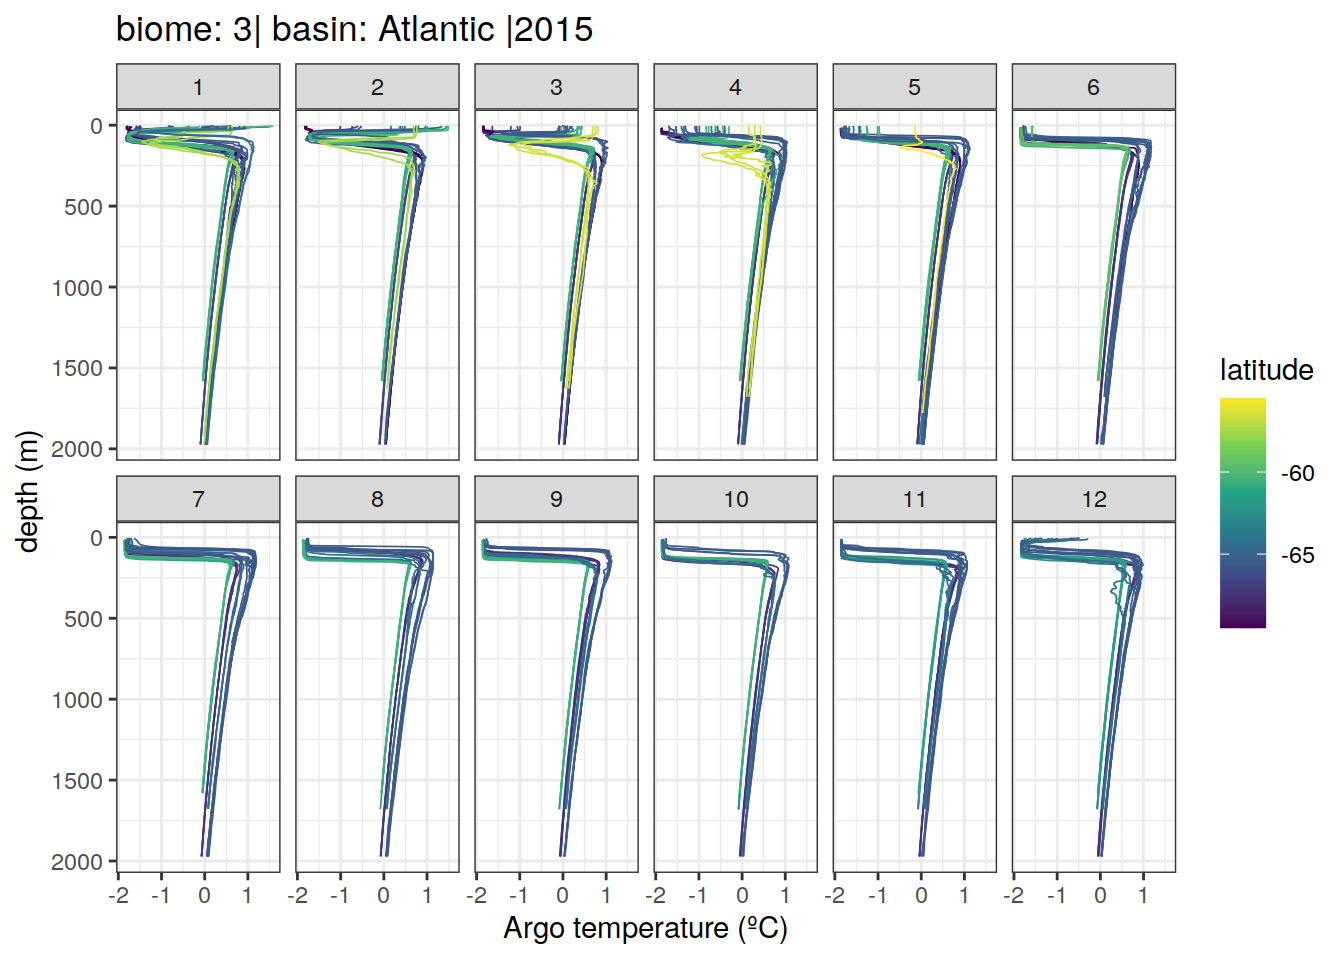 biome: 3| basin: Atlantic |2015
1 2 3 4 5 6
0
500
1000
1500
2000
7 8 9 10 11 12
0
500
1000
1500
2000
-2 -1 0 1 -2 -1 0 1 -2 -1 0 1 -2 -1 0 1 -2 -1 0 1 -2 -1 0 1
Argo temperature (ºC)
depth (m)
latitude
-60
-65